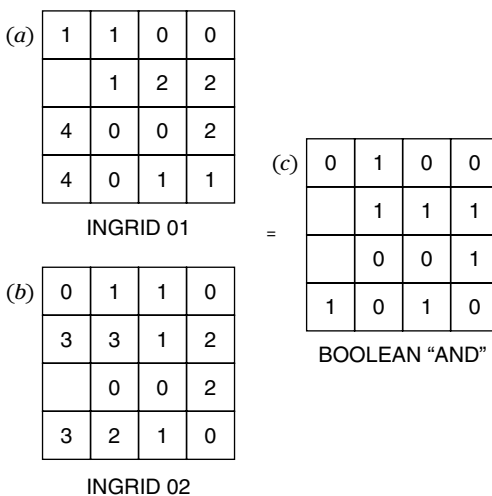 (a) 1 1 0 0
1 2 2
4 0 0 2
4 0 1 1
INGRID 01
(b) 0 1 1 0
3 3 1 2
0 0 2
3 2 1 0
INGRID 02
=
(c) 0 1 0 0
1 1 1
0 0 1
1 0 1 0
BOOLEAN “AND”